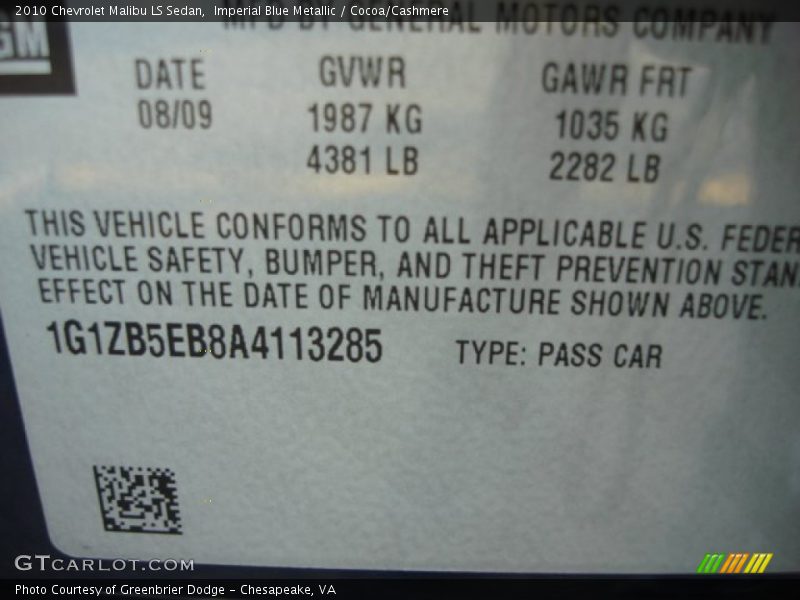 2010 Chevrolet Malibu LS Sedan, Imperial Blue Metallic / Cocoa/Cashmere
MFD BY GENERAL MOTORS COMPANY
GM
DATE GVWR GAWR FRT
08/09 1987 KG 1035 KG
4381 LB 2282 LB
THIS VEHICLE CONFORMS TO ALL APPLICABLE U.S. FEDER
VEHICLE SAFETY, BUMPER, AND THEFT PREVENTION STAN
EFFECT ON THE DATE OF MANUFACTURE SHOWN ABOVE.
1G1ZB5EB8A4113285 TYPE: PASS CAR
GTCARLOT.COM
Photo Courtesy of Greenbrier Dodge – Chesapeake, VA